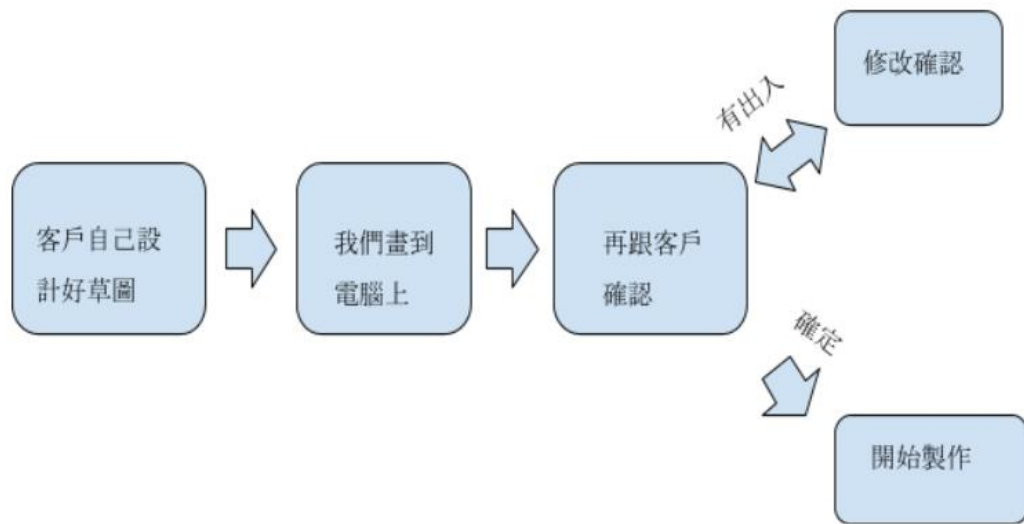 客戶自己設
計好草圖
我們畫到
電腦上
再跟客戶
確認
有出入
修改確認
確定
開始製作